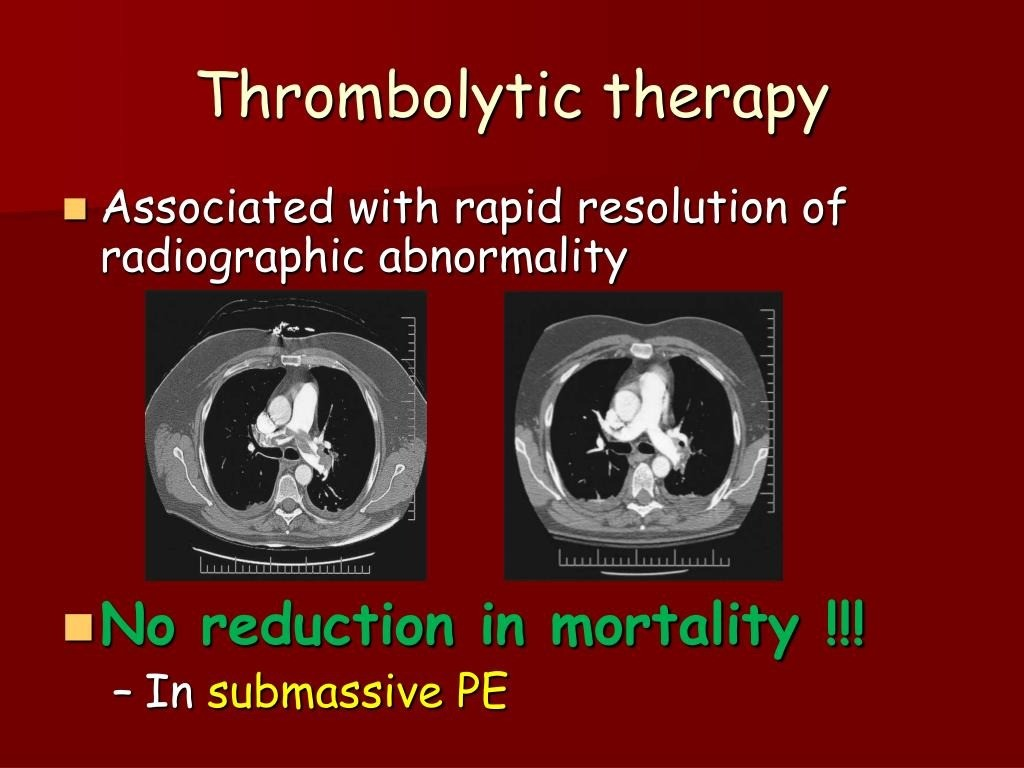 Thrombolytic therapy
Associated with rapid resolution of
radiographic abnormality
No reduction in mortality !!!
– In submassive PE